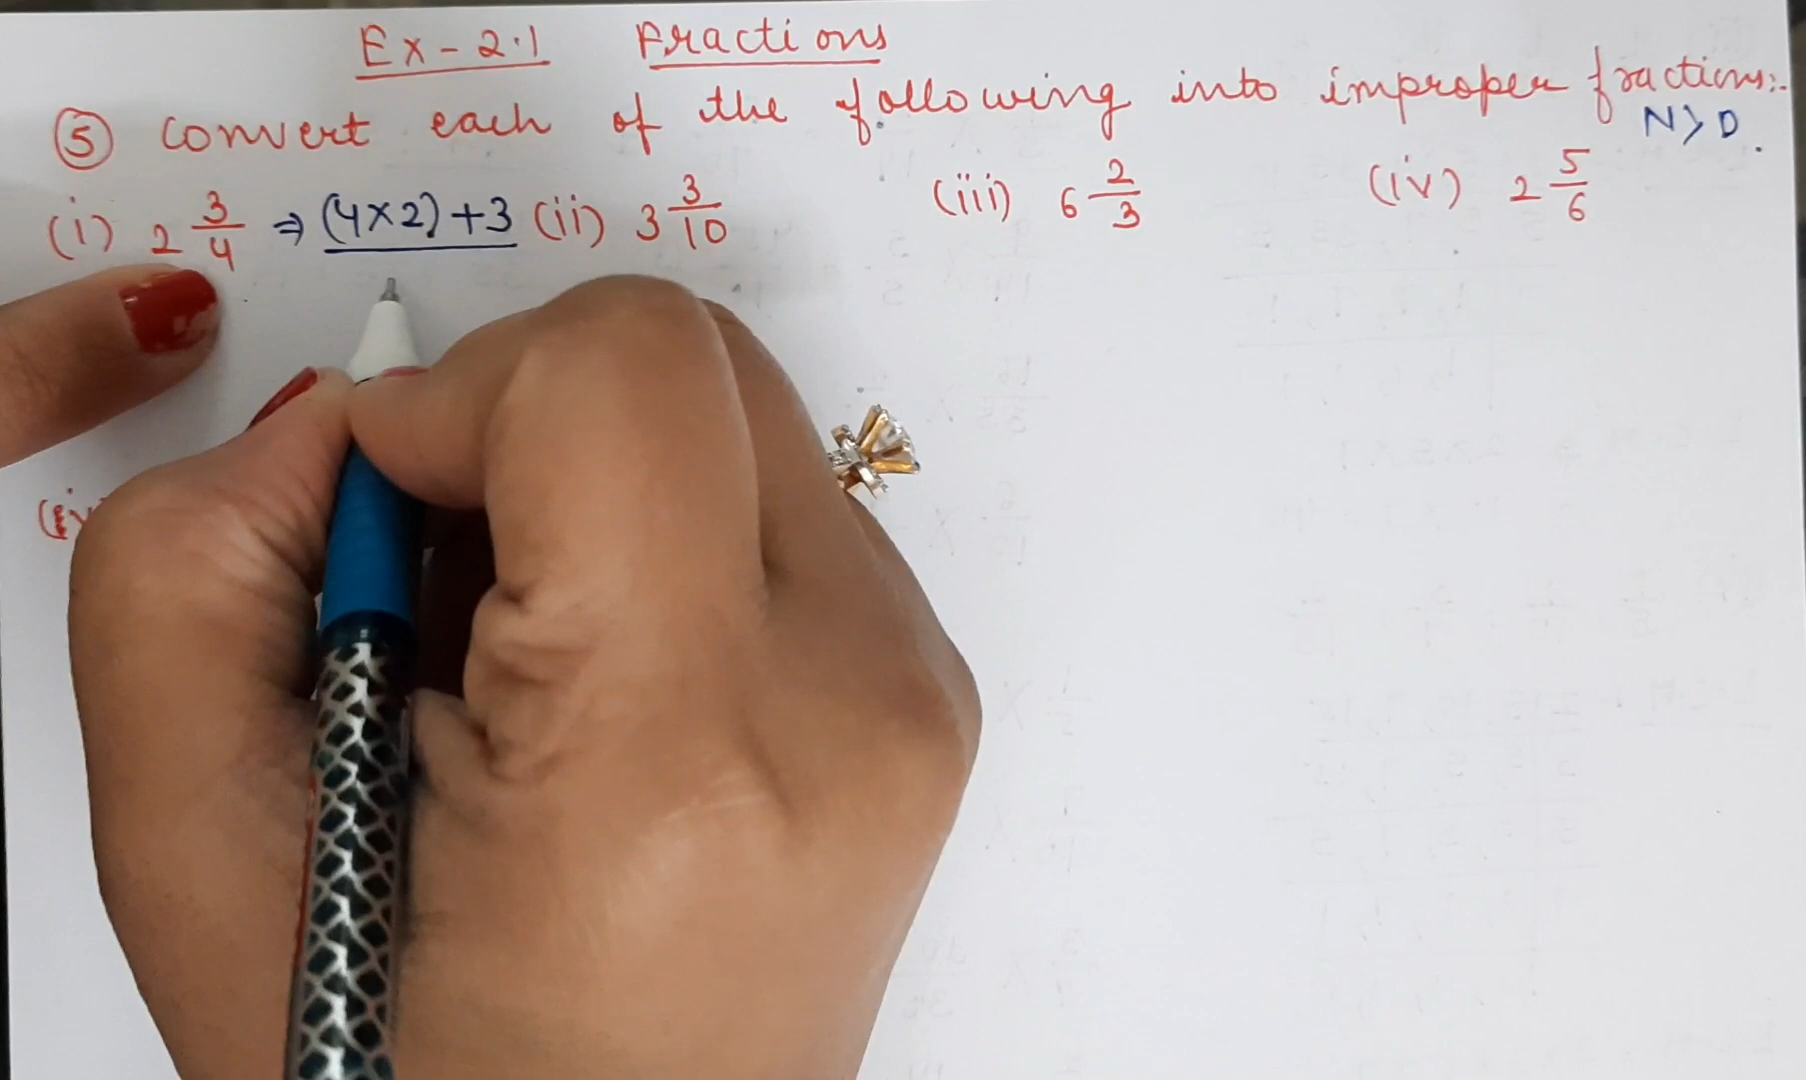 Ex-2.1 Fractions
⑤ Convert each of the following into improper fractions:-
N>D.
(i) 2 3/4 ⇒ (4×2)+3 (ii) 3 3/10 (iii) 6 2/3 (iv) 2 5/6